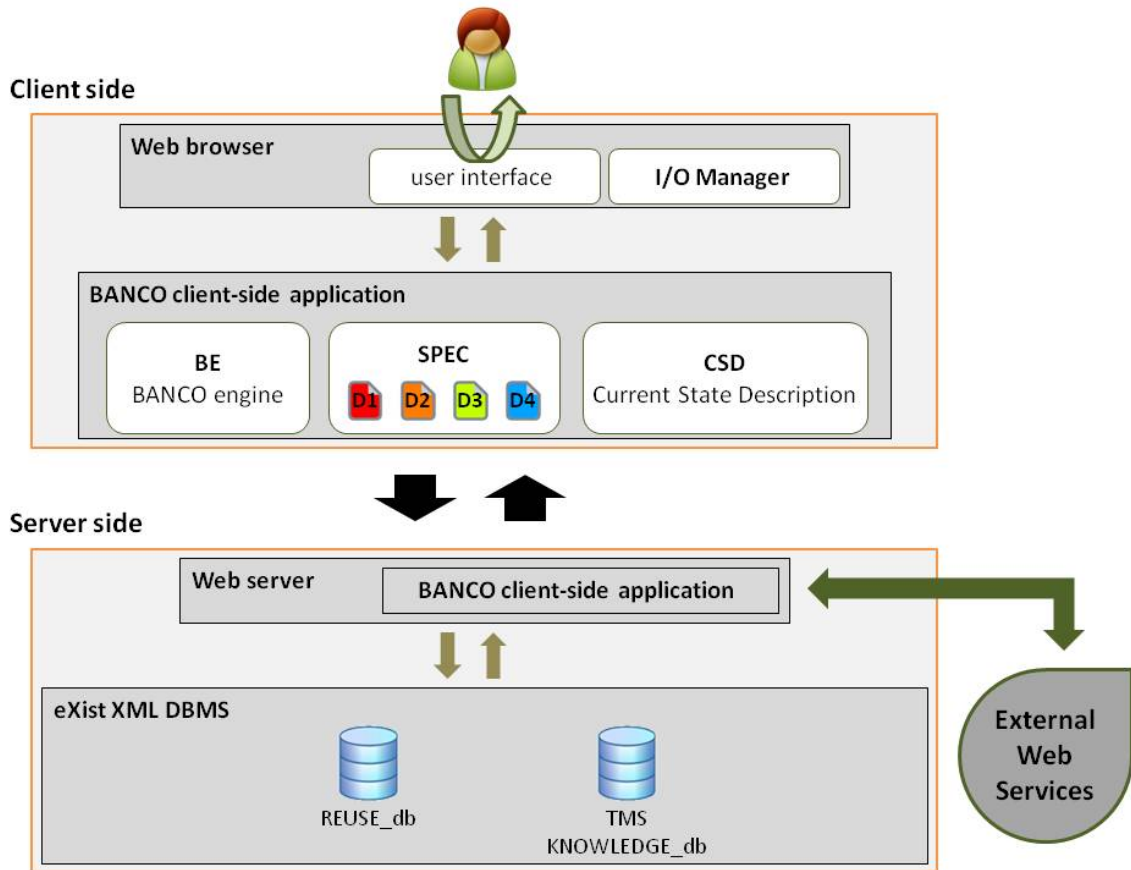 Client side
Web browser
user interface
I/O Manager
BANCO client-side application
BE
BANCO engine
SPEC
D1 D2 D3 D4
CSD
Current State Description
Server side
Web server
BANCO client-side application
eXist XML DBMS
REUSE_db
TMS
KNOWLEDGE_db
External
Web
Services